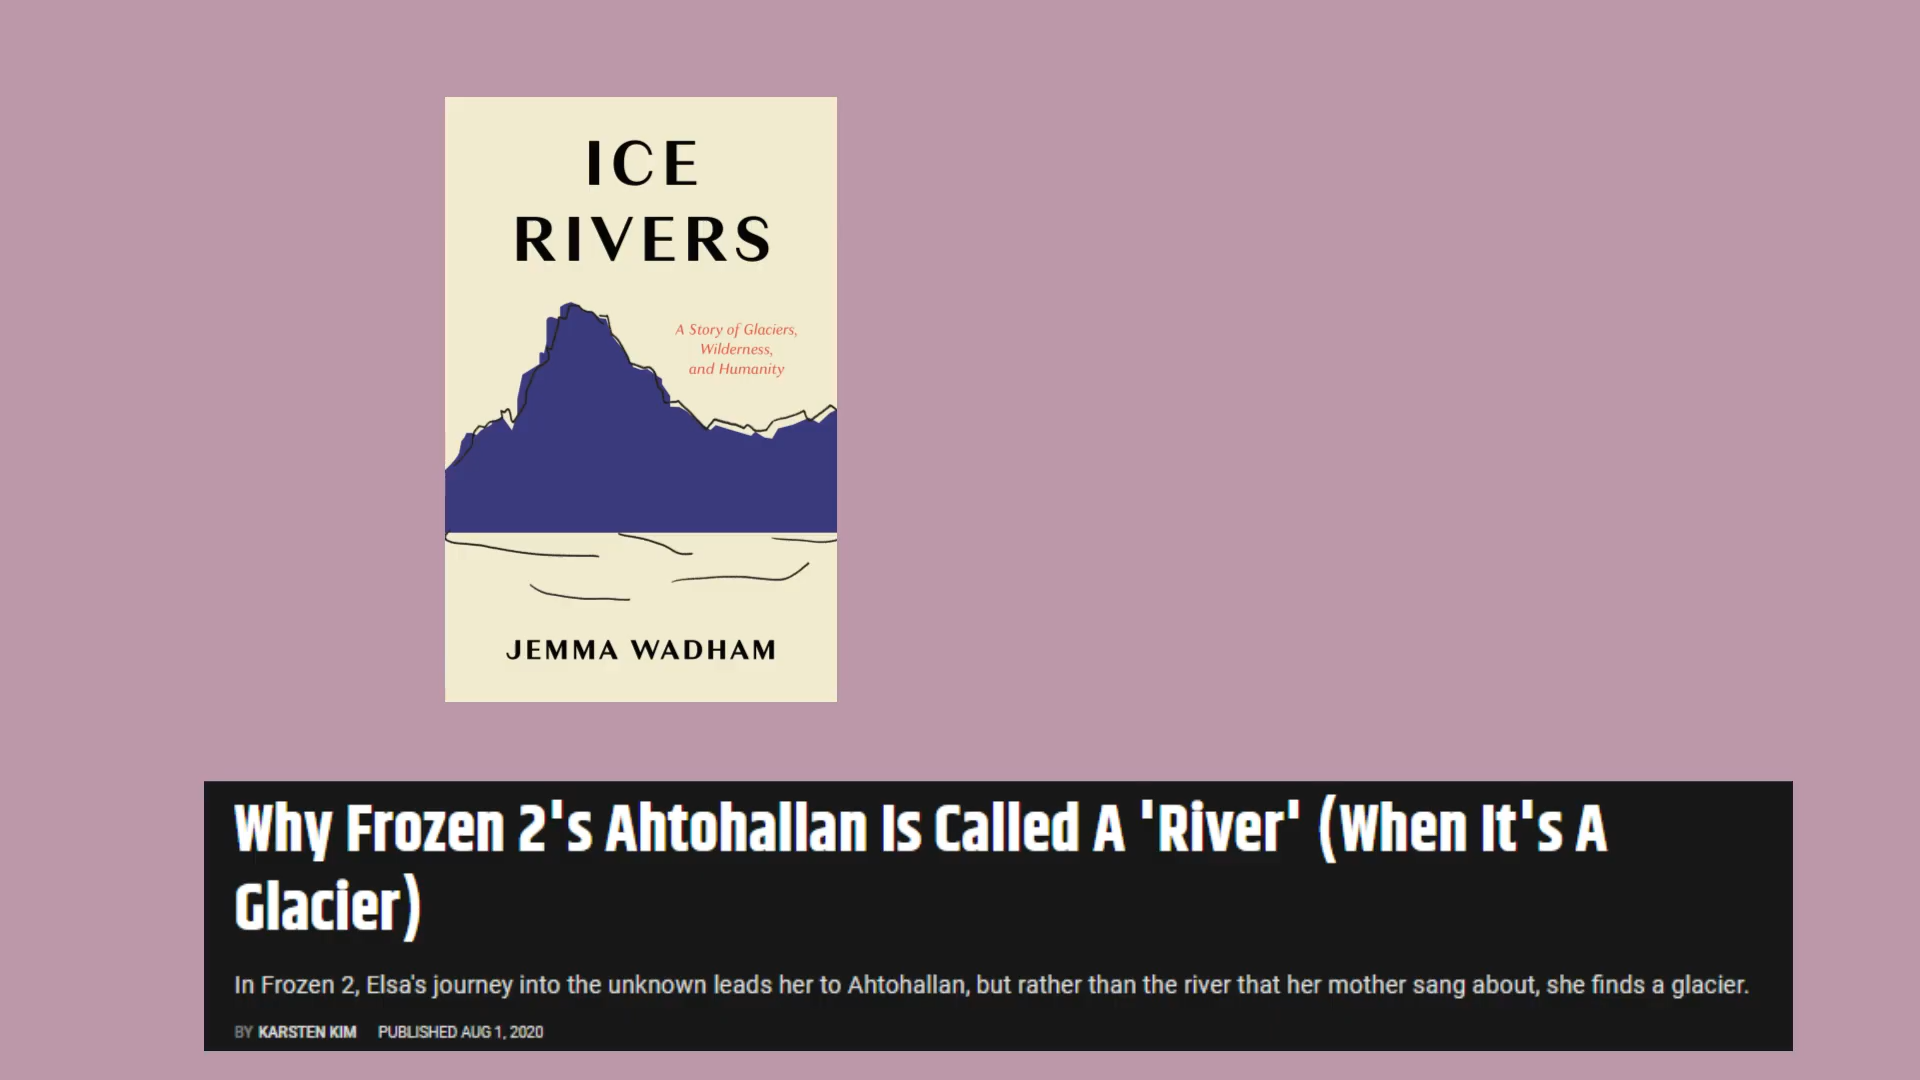 ICE
RIVERS
A Story of Glaciers,
Wilderness,
and Humanity
JEMMA WADHAM
Why Frozen 2's Ahtohallan Is Called A 'River' (When It's A
Glacier)
In Frozen 2, Elsa's journey into the unknown leads her to Ahtohallan, but rather than the river that her mother sang about, she finds a glacier.
BY KARSTEN KIM PUBLISHED AUG 1, 2020